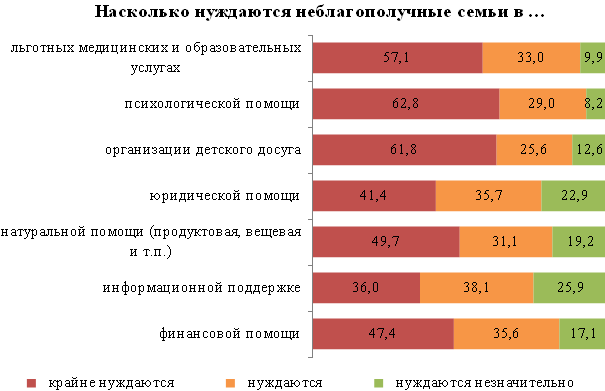 Насколько нуждаются неблагополучные семьи в …
льготных медицинских и образовательных
услугах
57,1 33,0 9,9
психологической помощи 62,8 29,0 8,2
организации детского досуга 61,8 25,6 12,6
юридической помощи 41,4 35,7 22,9
натуральной помощи (продуктовая, вещевая
и т.п.)
49,7 31,1 19,2
информационной поддержке 36,0 38,1 25,9
финансовой помощи 47,4 35,6 17,1
крайне нуждаются нуждаются нуждаются незначительно